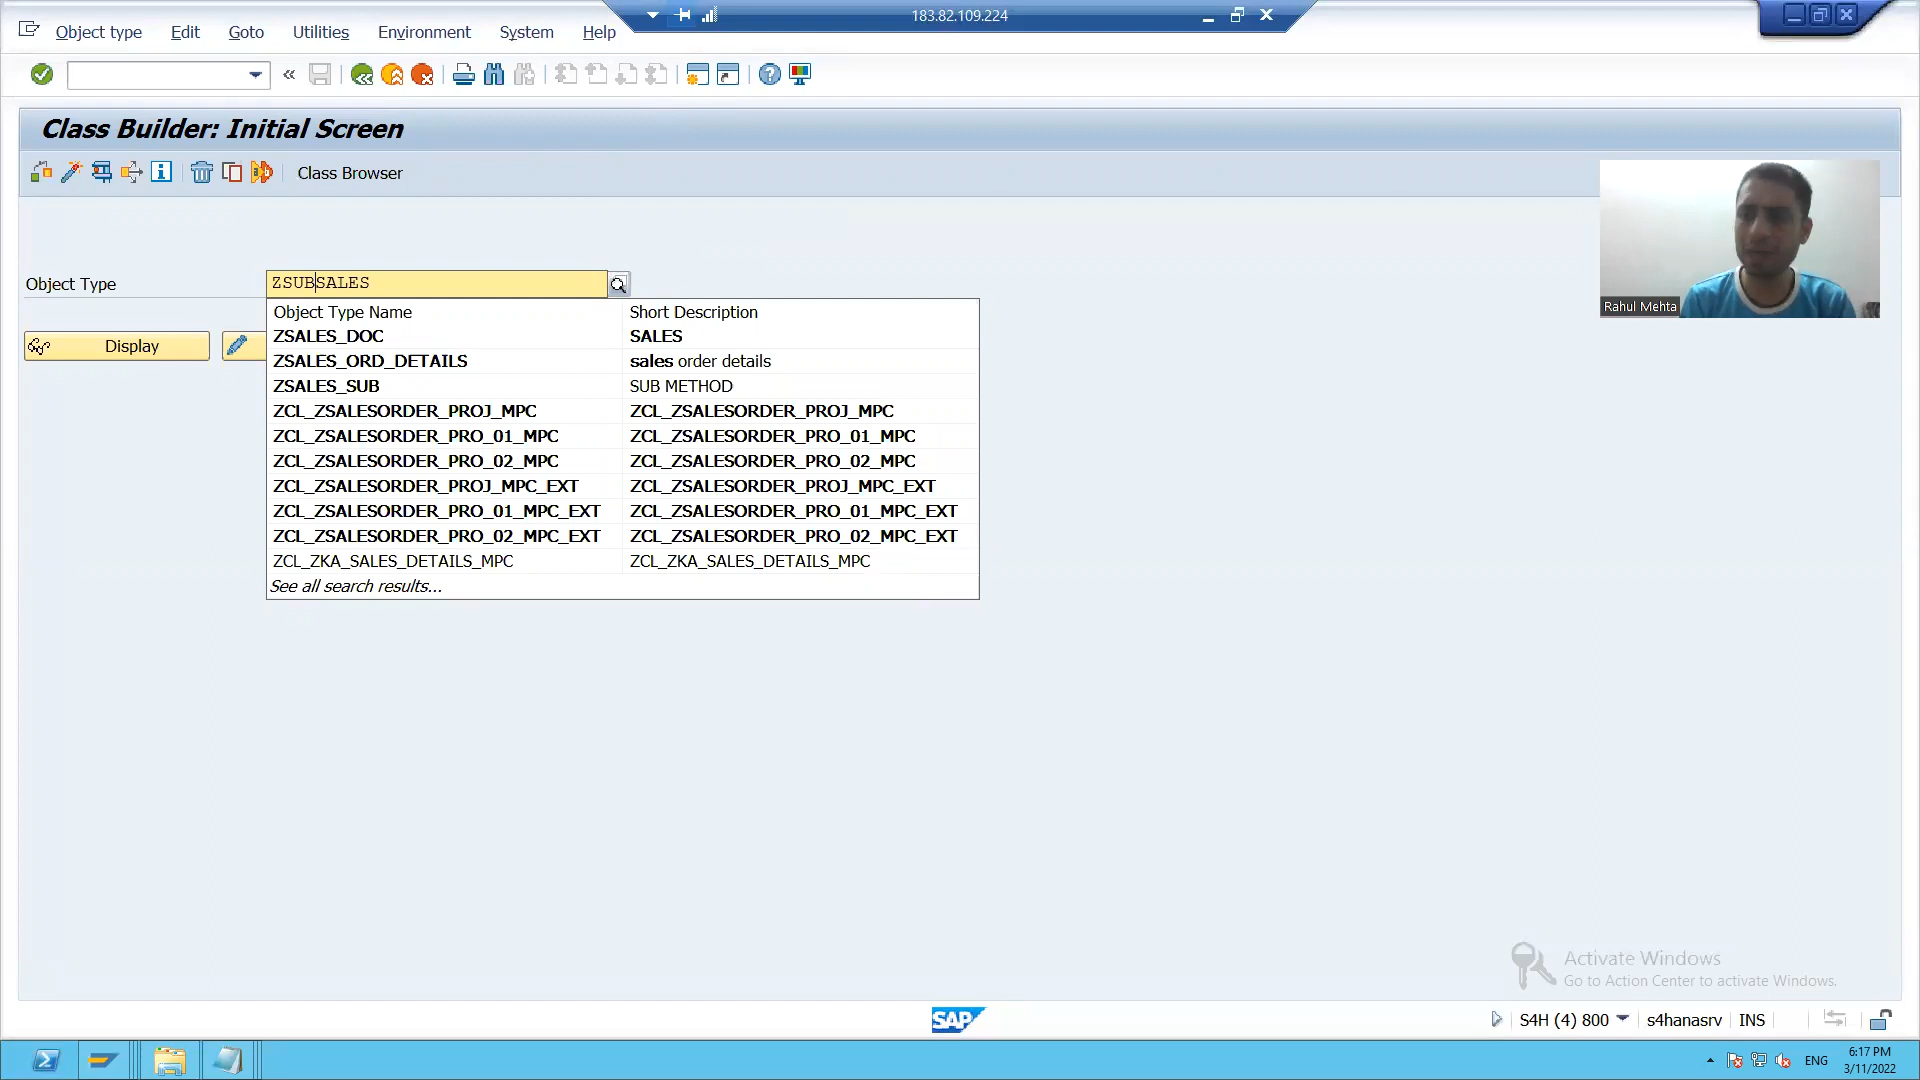 183.82.109.224
Object type Edit Goto Utilities Environment System Help
Class Builder: Initial Screen
Class Browser
Rahul Mehta
Object Type ZSUBSALES
Object Type Name Short Description
ZSALES_DOC SALES
Display
ZSALES_ORD_DETAILS sales order details
ZSALES_SUB SUB METHOD
ZCL_ZSALESORDER_PROJ_MPC ZCL_ZSALESORDER_PROJ_MPC
ZCL_ZSALESORDER_PRO_01_MPC ZCL_ZSALESORDER_PRO_01_MPC
ZCL_ZSALESORDER_PRO_02_MPC ZCL_ZSALESORDER_PRO_02_MPC
ZCL_ZSALESORDER_PROJ_MPC_EXT ZCL_ZSALESORDER_PROJ_MPC_EXT
ZCL_ZSALESORDER_PRO_01_MPC_EXT ZCL_ZSALESORDER_PRO_01_MPC_EXT
ZCL_ZSALESORDER_PRO_02_MPC_EXT ZCL_ZSALESORDER_PRO_02_MPC_EXT
ZCL_ZKA_SALES_DETAILS_MPC ZCL_ZKA_SALES_DETAILS_MPC
See all search results...
Activate Windows
Go to Action Center to activate Windows.
SAP S4H (4) 800 s4hanasrv INS
ENG 6:17 PM
3/11/2022